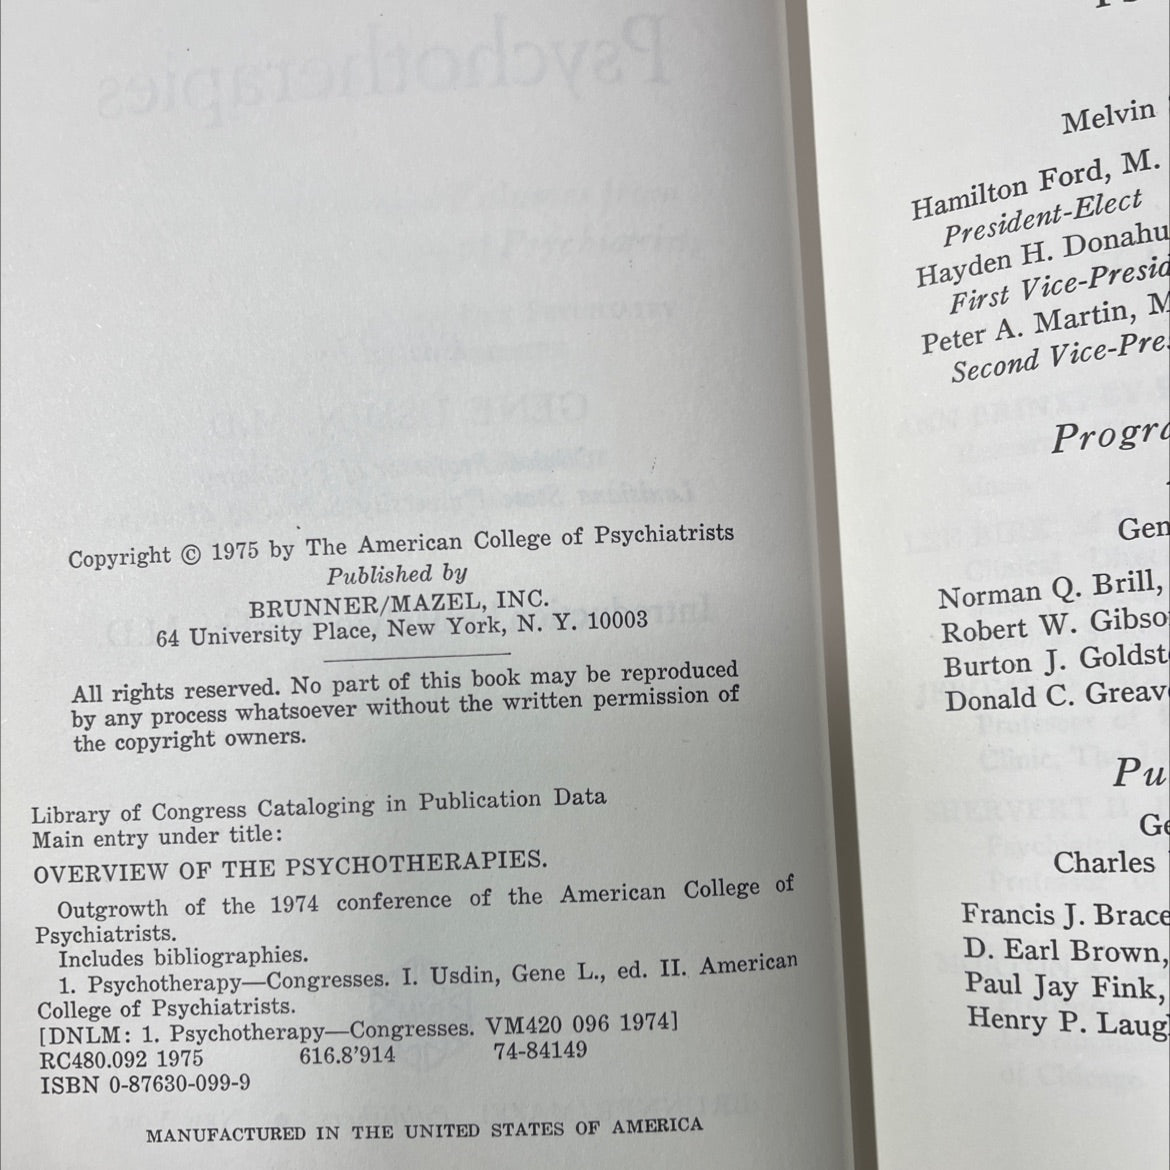 Copyright © 1975 by The American College of Psychiatrists
Published by
BRUNNER/MAZEL, INC.
64 University Place, New York, N. Y. 10003
All rights reserved. No part of this book may be reproduced
by any process whatsoever without the written permission of
the copyright owners.
Library of Congress Cataloging in Publication Data
Main entry under title:
OVERVIEW OF THE PSYCHOTHERAPIES.
Outgrowth of the 1974 conference of the American College of
Psychiatrists.
Includes bibliographies.
1. Psychotherapy—Congresses. I. Usdin, Gene L., ed. II. American
College of Psychiatrists.
[DNLM: 1. Psychotherapy—Congresses. VM420 096 1974]
RC480.092 1975 616.8'914 74-84149
ISBN 0-87630-099-9
MANUFACTURED IN THE UNITED STATES OF AMERICA
Melvin
Hamilton Ford, M.
President-Elect
Hayden H. Donahu
First Vice-Presid
Peter A. Martin, M
Second Vice-Pres
Progra
Gen
Norman Q. Brill,
Robert W. Gibso
Burton J. Goldst
Donald C. Greav
Pu
Ge
Charles
Francis J. Brace
D. Earl Brown,
Paul Jay Fink,
Henry P. Laug